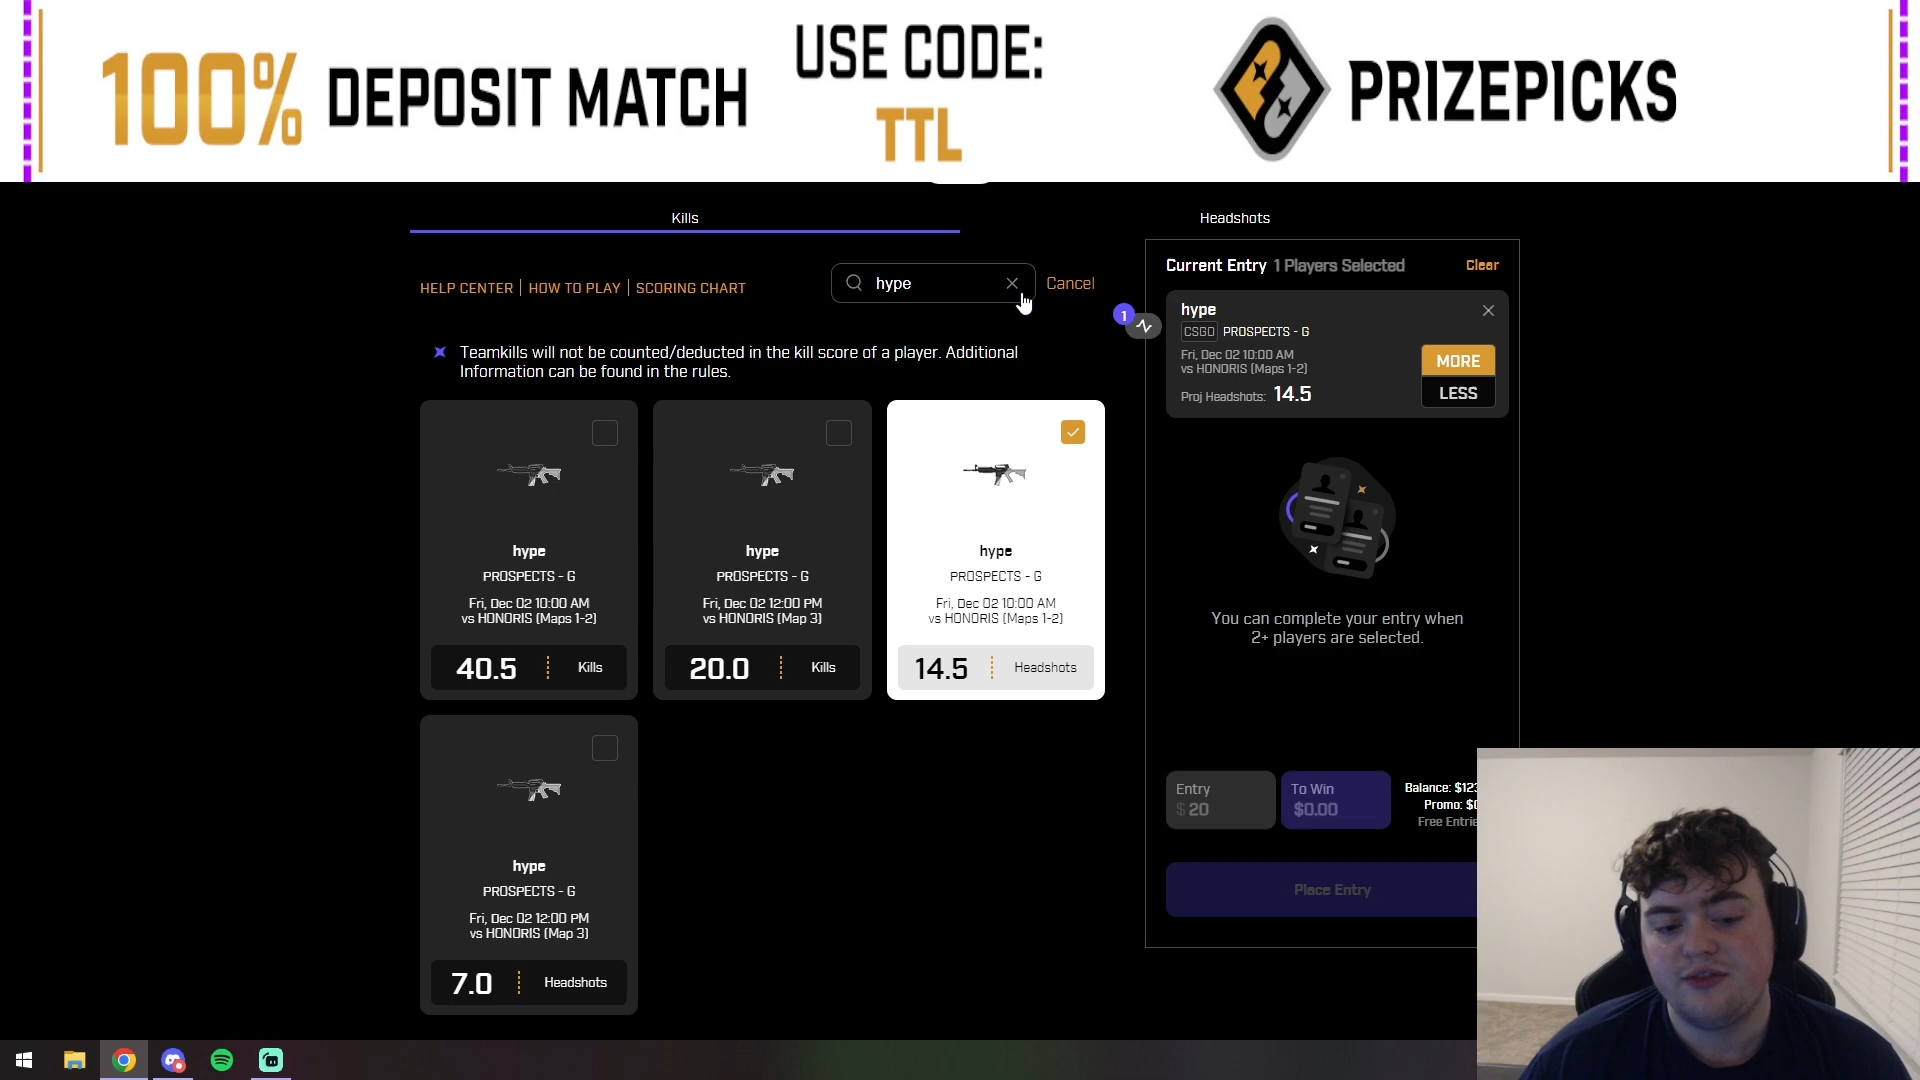 100% DEPOSIT MATCH
USE CODE:
TTL
PRIZEPICKS
Kills
Headshots
HELP CENTER | HOW TO PLAY | SCORING CHART
hype
Cancel
Teamkills will not be counted/deducted in the kill score of a player. Additional
Information can be found in the rules.
hype
PROSPECTS - G
Fri, Dec 02 10:00 AM
vs HONORIS (Maps 1-2)
40.5 Kills
hype
PROSPECTS - G
Fri, Dec 02 12:00 PM
vs HONORIS (Map 3)
20.0 Kills
hype
PROSPECTS - G
Fri, Dec 02 10:00 AM
vs HONORIS (Maps 1-2)
14.5 Headshots
hype
PROSPECTS - G
Fri, Dec 02 12:00 PM
vs HONORIS (Map 3)
7.0 Headshots
Current Entry 1 Players Selected
Clear
1
hype
CSGO PROSPECTS - G
Fri, Dec 02 10:00 AM
vs HONORIS (Maps 1-2)
Proj Headshots: 14.5
MORE
LESS
You can complete your entry when
2+ players are selected.
Entry
$ 20
To Win
$0.00
Balance:
Promo:
Free
Place Entry